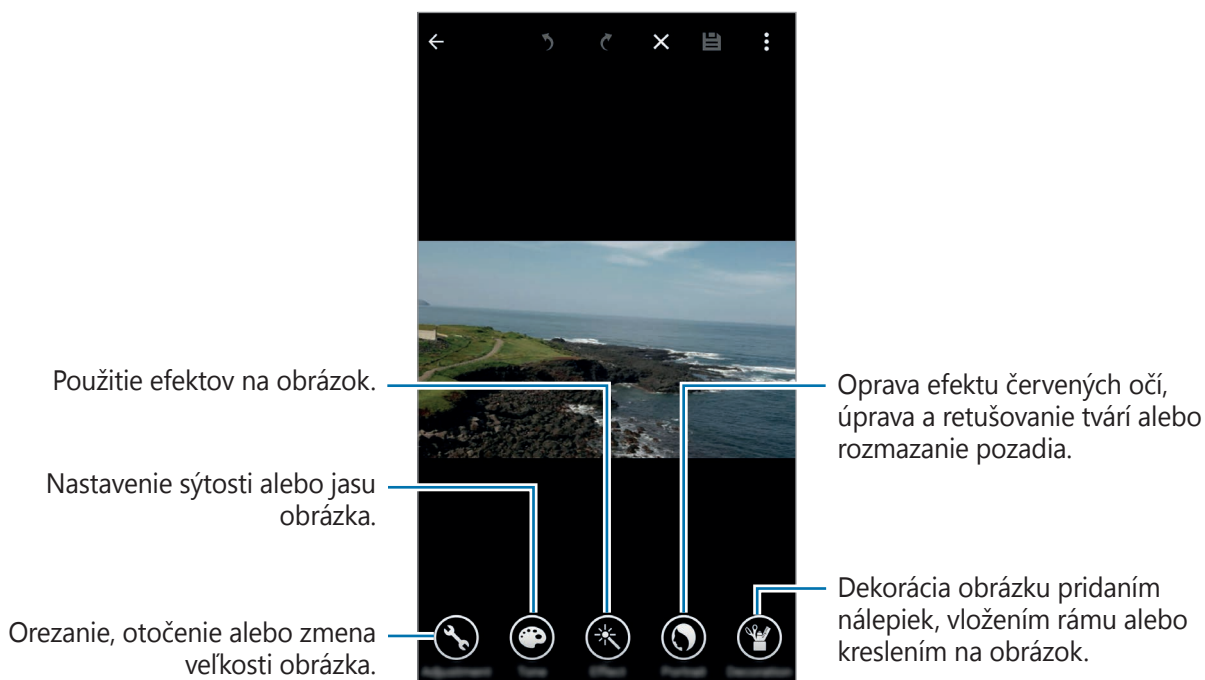 Použitie efektov na obrázok.
Nastavenie sýtosti alebo jasu
obrázka.
Orezanie, otočenie alebo zmena
veľkosti obrázka.
Oprava efektu červených očí,
úprava a retušovanie tvárí alebo
rozmazanie pozadia.
Dekorácia obrázku pridaním
nálepiek, vložením rámu alebo
kreslením na obrázok.